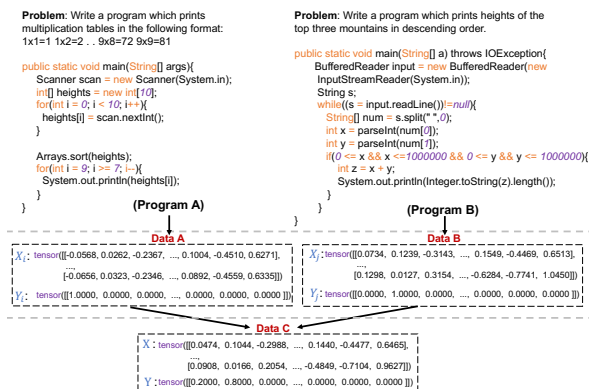 Problem: Write a program which prints
multiplication tables in the following format:
1x1=1 1x2=2 . . 9x8=72 9x9=81
public static void main(String[] args){
Scanner scan = new Scanner(System.in);
int[] heights = new int[10];
for(int i = 0; i < 10; i++){
heights[i] = scan.nextInt();
}
Arrays.sort(heights);
for(int i = 9; i >= 7; i--){
System.out.println(heights[i]);
}
}
(Program A)
Problem: Write a program which prints heights of the
top three mountains in descending order.
public static void main(String[] a) throws IOException{
BufferedReader input = new BufferedReader(new
InputStreamReader(System.in));
String s;
while((s = input.readLine())!=null){
String[] num = s.split(" ",0);
int x = parseInt(num[0]);
int y = parseInt(num[1]);
if(0 <= x && x <=1000000 && 0 <= y && y <= 1000000){
int z = x + y;
System.out.println(Integer.toString(z).length());
}
}
}
(Program B)
Data A
Xi: tensor([[-0.0568, 0.0262, -0.2367, ..., 0.1004, -0.4510, 0.6271],
...,
[-0.0656, 0.0323, -0.2346, ..., 0.0892, -0.4559, 0.6335]])
Yi: tensor([[1.0000, 0.0000, 0.0000, ..., 0.0000, 0.0000, 0.0000 ]])
Data B
Xj: tensor([[0.0734, 0.1239, -0.3143, ..., 0.1549, -0.4469, 0.6513],
...,
[0.1298, 0.0127, 0.3154, ..., -0.6284, -0.7741, 1.0450]])
Yj: tensor([[0.0000, 1.0000, 0.0000, ..., 0.0000, 0.0000, 0.0000 ]])
Data C
X: tensor([[0.0474, 0.1044, -0.2988, ..., 0.1440, -0.4477, 0.6465],
...,
[0.0908, 0.0166, 0.2054, ..., -0.4849, -0.7104, 0.9627]])
Y: tensor([[0.2000, 0.8000, 0.0000, ..., 0.0000, 0.0000, 0.0000 ]])